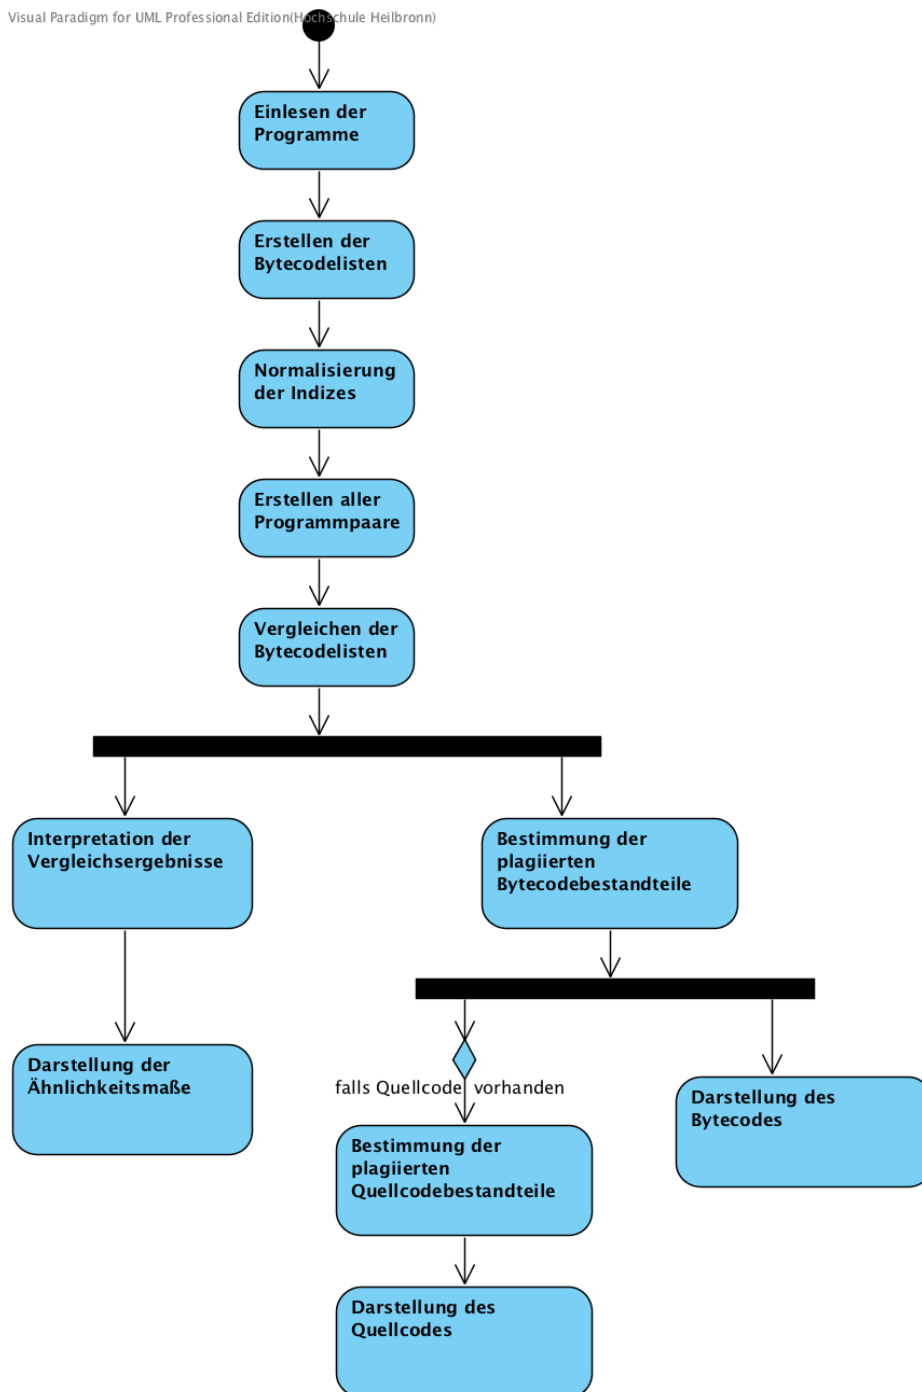 Visual Paradigm for UML Professional Edition(Hochschule Heilbronn)
Einlesen der
Programme
Erstellen der
Bytecodelisten
Normalisierung
der Indizes
Erstellen aller
Programmpaare
Vergleichen der
Bytecodelisten
Interpretation der
Vergleichsergebnisse
Bestimmung der
plagiierten
Bytecodebestandteile
Darstellung der
Ähnlichkeitsmaße
falls Quellcode vorhanden
Darstellung des
Bytecodes
Bestimmung der
plagiierten
Quellcodebestandteile
Darstellung des
Quellcodes